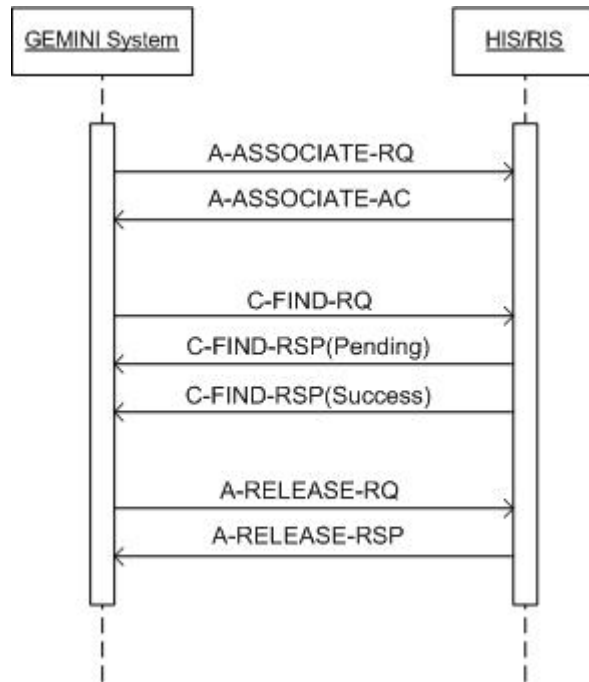 GEMINI System
HIS/RIS
A-ASSOCIATE-RQ
A-ASSOCIATE-AC
C-FIND-RQ
C-FIND-RSP(Pending)
C-FIND-RSP(Success)
A-RELEASE-RQ
A-RELEASE-RSP